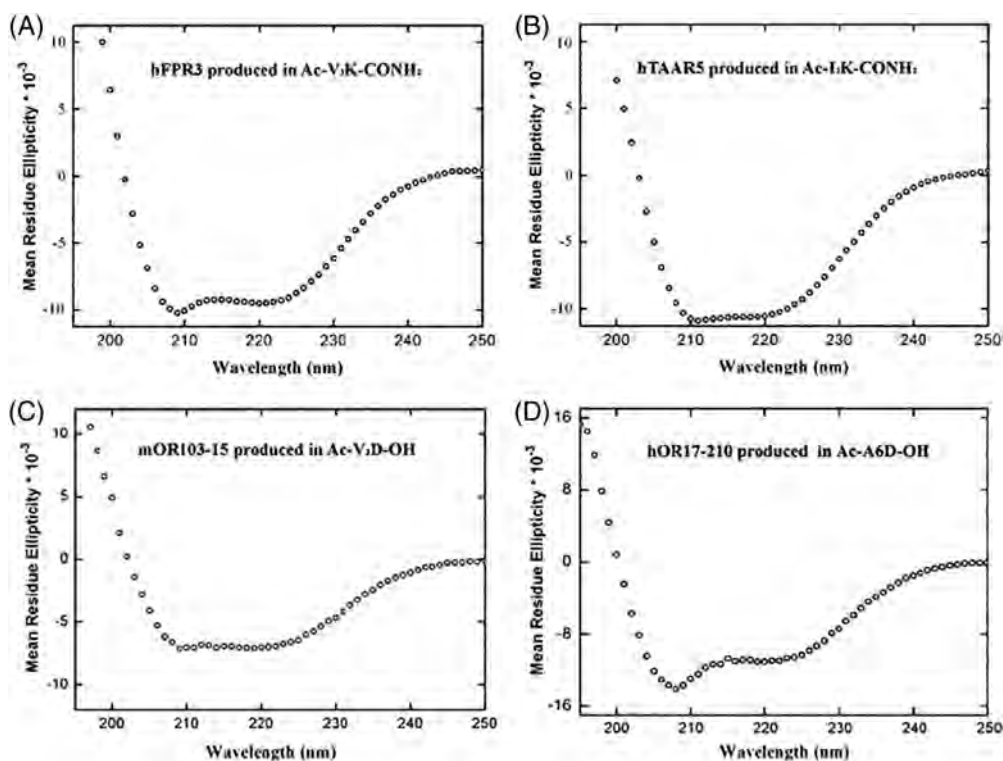 (A)
10
5
0
-5
-10
Mean Residue Ellipticity * 10⁻³
hFPR3 produced in Ac-V₃K-CONH₂
200 210 220 230 240 250
Wavelength (nm)
(B)
10
5
0
-5
-10
Mean Residue Ellipticity * 10⁻³
hTAAR5 produced in Ac-I₃K-CONH₂
200 210 220 230 240 250
Wavelength (nm)
(C)
10
5
0
-5
-10
Mean Residue Ellipticity * 10⁻³
mOR103-15 produced in Ac-V₃D-OH
200 210 220 230 240 250
Wavelength (nm)
(D)
16
8
0
-8
-16
Mean Residue Ellipticity * 10⁻³
hOR17-210 produced in Ac-A6D-OH
200 210 220 230 240 250
Wavelength (nm)